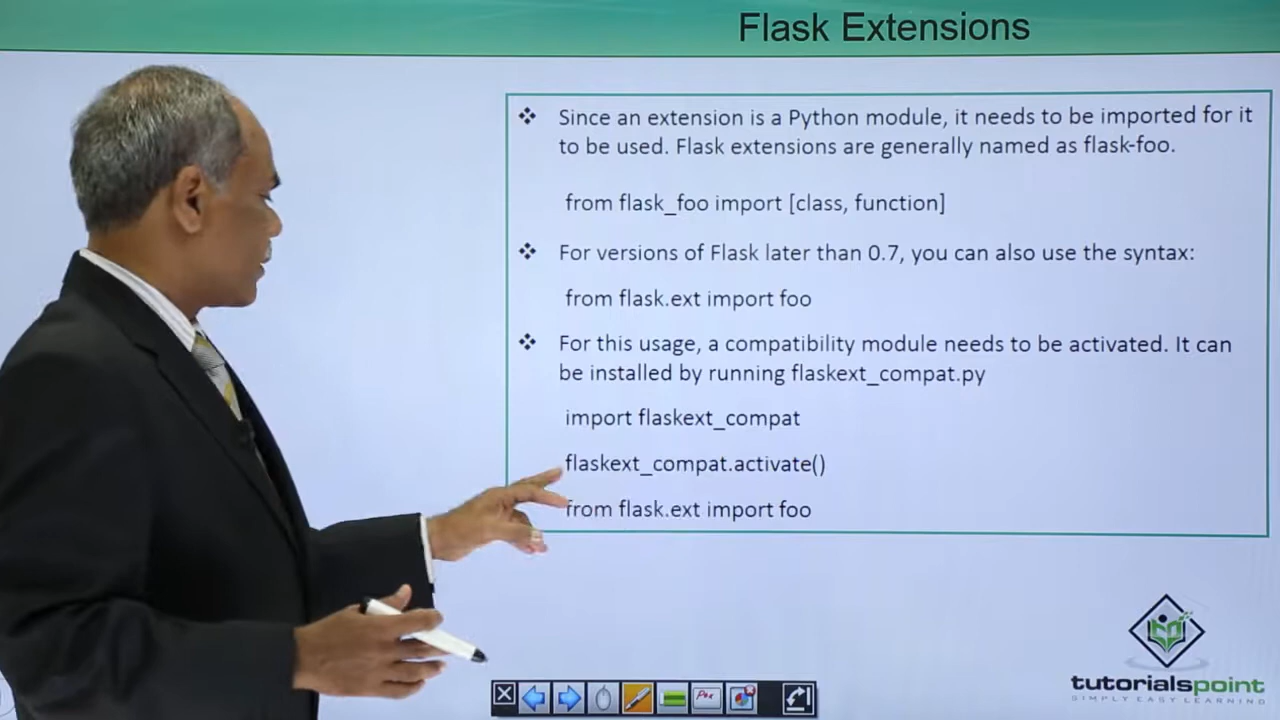 Flask Extensions
❖ Since an extension is a Python module, it needs to be imported for it
to be used. Flask extensions are generally named as flask-foo.
from flask_foo import [class, function]
❖ For versions of Flask later than 0.7, you can also use the syntax:
from flask.ext import foo
❖ For this usage, a compatibility module needs to be activated. It can
be installed by running flaskext_compat.py
import flaskext_compat
flaskext_compat.activate()
from flask.ext import foo
Pen
tutorialspoint
SIMPLY EASY LEARNING